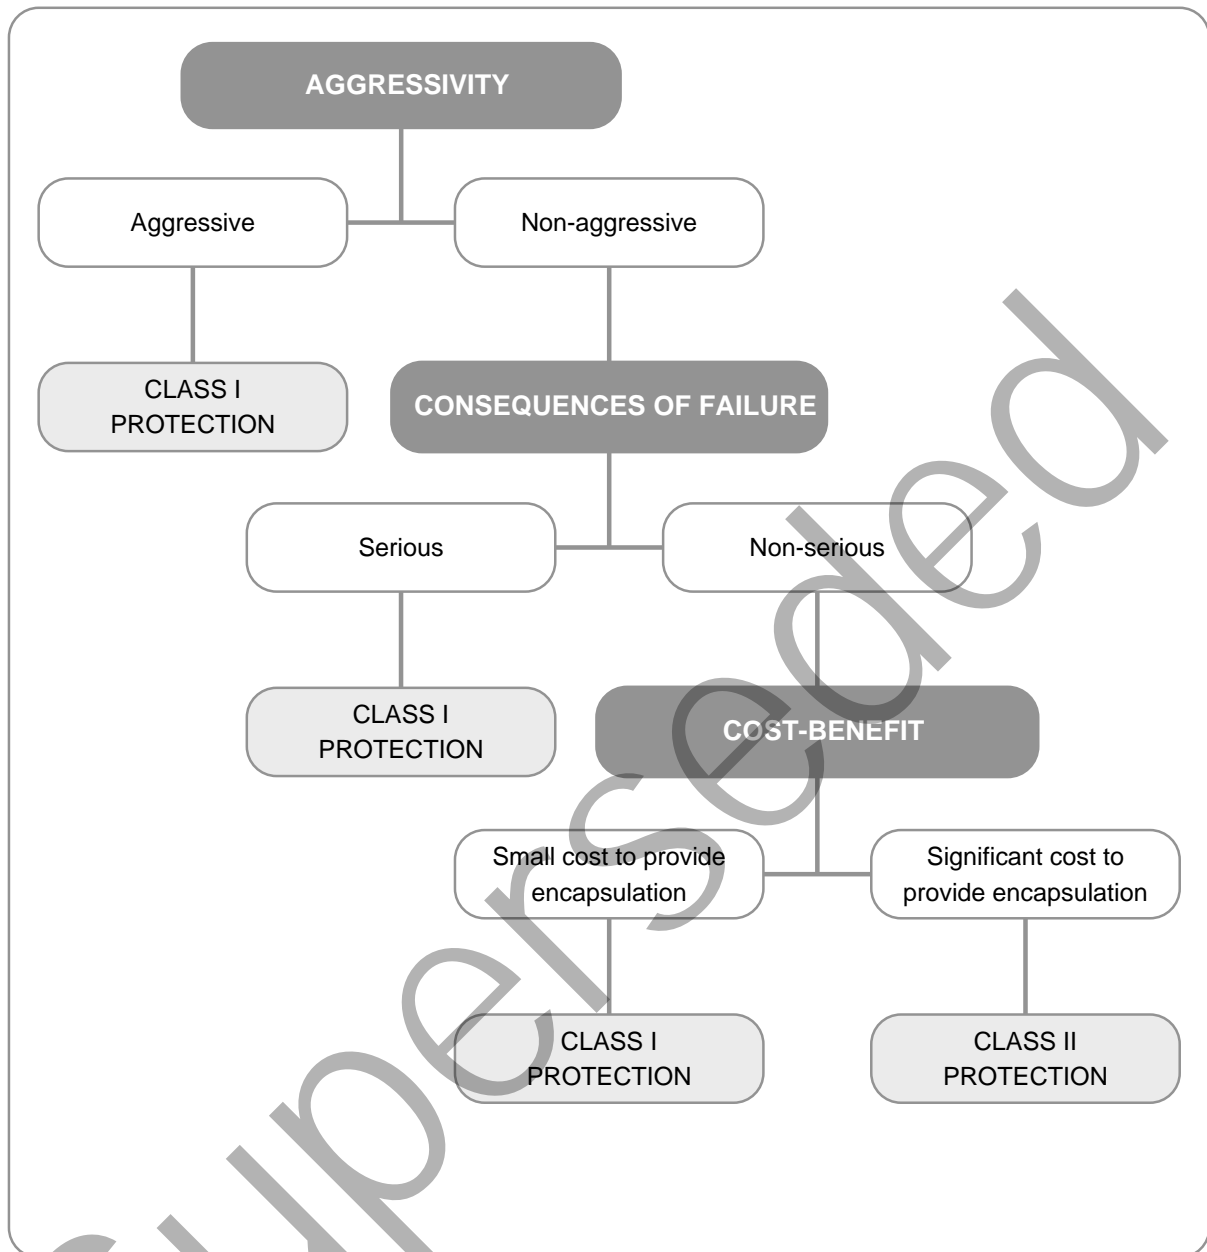 AGGRESSIVITY
Aggressive
Non-aggressive
CLASS I
PROTECTION
CONSEQUENCES OF FAILURE
Serious
Non-serious
CLASS I
PROTECTION
COST-BENEFIT
Small cost to provide
encapsulation
Significant cost to
provide encapsulation
CLASS I
PROTECTION
CLASS II
PROTECTION
Superseded